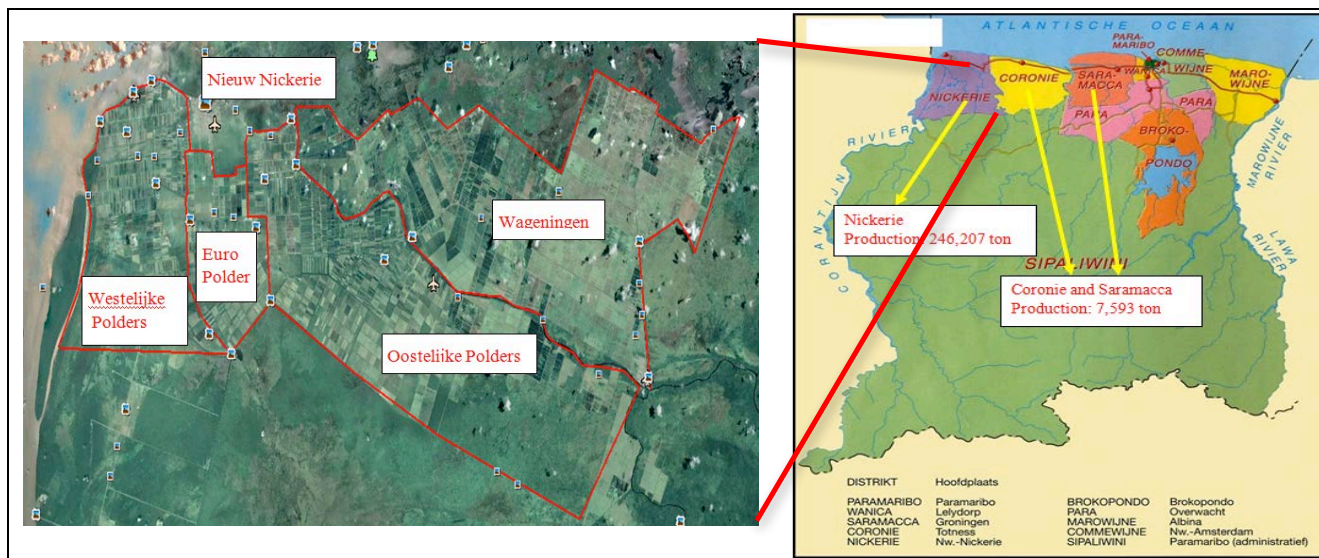 Nieuw Nickerie
Wageningen
Euro
Polder
Westelijke
Polders
Oostelijke Polders
ATLANTISCHE OCEAAN
PARA-
MARIBO
COMME-
WIJNE
CORONIE
SARA-
MACCA
WANICA
MARO-
WIJNE
NICKERIE
PARA
PARA
BROKO-
PONDO
RIVIER
CORANTIJN
MAROWIJNE
RIVIER
LAWA
RIVIER
Nickerie
Production: 246,207 ton
SIPALIWINI
Coronie and Saramacca
Production: 7,593 ton
DISTRIKT Hoofdplaats
PARAMARIBO Paramaribo BROKOPONDO Brokopondo
WANICA Lelydorp PARA Overwacht
SARAMACCA Groningen MAROWIJNE Albina
CORONIE Totness COMMEWIJNE Nw.-Amsterdam
NICKERIE Nw.-Nickerie SIPALIWINI Paramaribo (administratief)